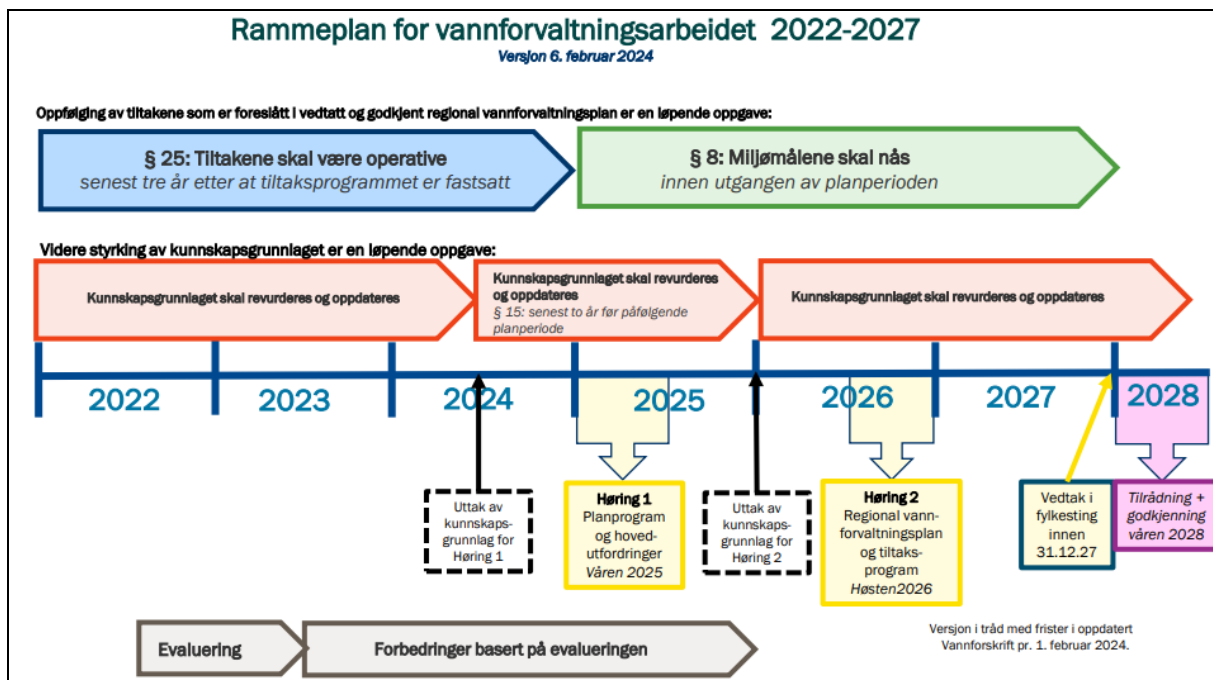 Rammeplan for vannforvaltningsarbeidet 2022-2027
Versjon 6. februar 2024
Oppfølging av tiltakene som er foreslått i vedtatt og godkjent regional vannforvaltningsplan er en løpende oppgave:
§ 25: Tiltakene skal være operative
senest tre år etter at tiltaksprogrammet er fastsatt
§ 8: Miljømålene skal nås
innen utgangen av planperioden
Videre styrking av kunnskapsgrunnlaget er en løpende oppgave:
Kunnskapsgrunnlaget skal revurderes og oppdateres
Kunnskapsgrunnlaget skal revurderes
og oppdateres
§ 15: senest to år før påfølgende
planperiode
Kunnskapsgrunnlaget skal revurderes og oppdateres
2022
2023
2024
2025
2026
2027
2028
Uttak av
kunnskaps-
grunnlag for
Høring 1
Høring 1
Planprogram
og hoved-
utfordringer
Våren 2025
Uttak av
kunnskaps-
grunnlag for
Høring 2
Høring 2
Regional vann-
forvaltningsplan
og tiltaks-
program
Høsten2026
Vedtak i
fylkesting
innen
31.12.27
Tilrådning +
godkjenning
våren 2028
Evaluering
Forbedringer basert på evalueringen
Versjon i tråd med frister i oppdatert
Vannforskrift pr. 1. februar 2024.